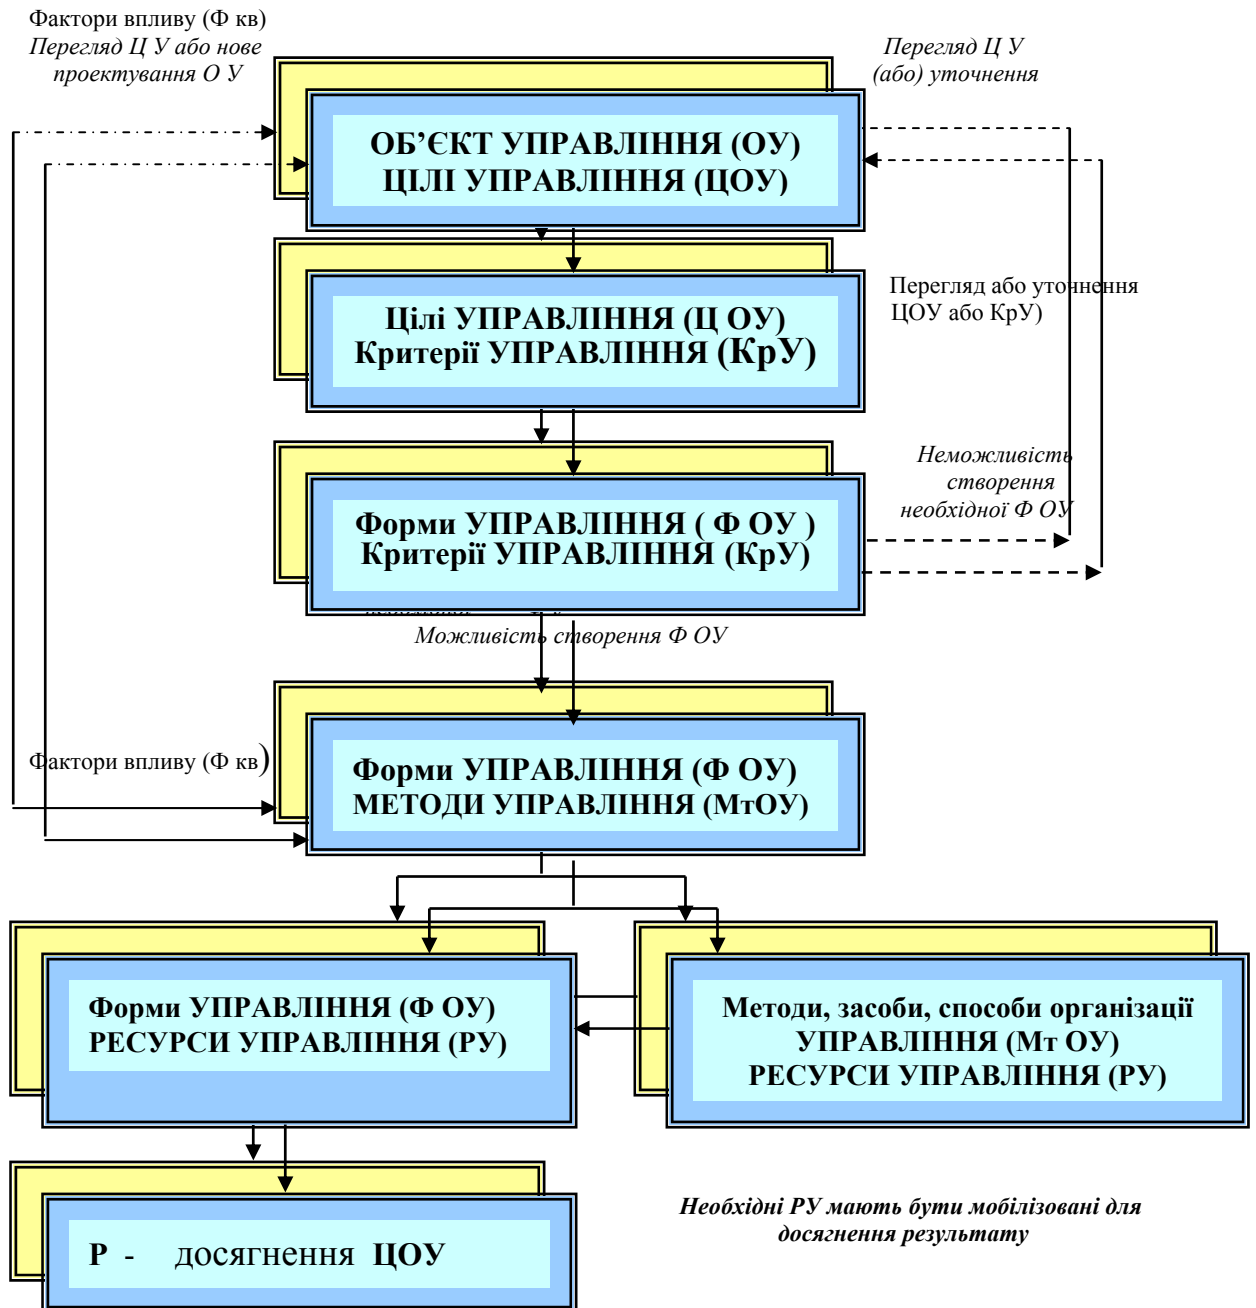 Фактори впливу (Ф кв)
Перегляд Ц У або нове
проектування О У
Перегляд Ц У
(або) уточнення
ОБ’ЄКТ УПРАВЛІННЯ (ОУ)
ЦІЛІ УПРАВЛІННЯ (ЦОУ)
Цілі УПРАВЛІННЯ (Ц ОУ)
Критерії УПРАВЛІННЯ (КрУ)
Перегляд або уточнення
ЦОУ або КрУ)
Неможливість
створення
необхідної Ф ОУ
Форми УПРАВЛІННЯ ( Ф ОУ )
Критерії УПРАВЛІННЯ (КрУ)
Можливість створення Ф ОУ
Фактори впливу (Ф кв)
Форми УПРАВЛІННЯ (Ф ОУ)
МЕТОДИ УПРАВЛІННЯ (МтОУ)
Форми УПРАВЛІННЯ (Ф ОУ)
РЕСУРСИ УПРАВЛІННЯ (РУ)
Методи, засоби, способи організації
УПРАВЛІННЯ (Мт ОУ)
РЕСУРСИ УПРАВЛІННЯ (РУ)
Необхідні РУ мають бути мобілізовані для
досягнення результату
Р - досягнення ЦОУ